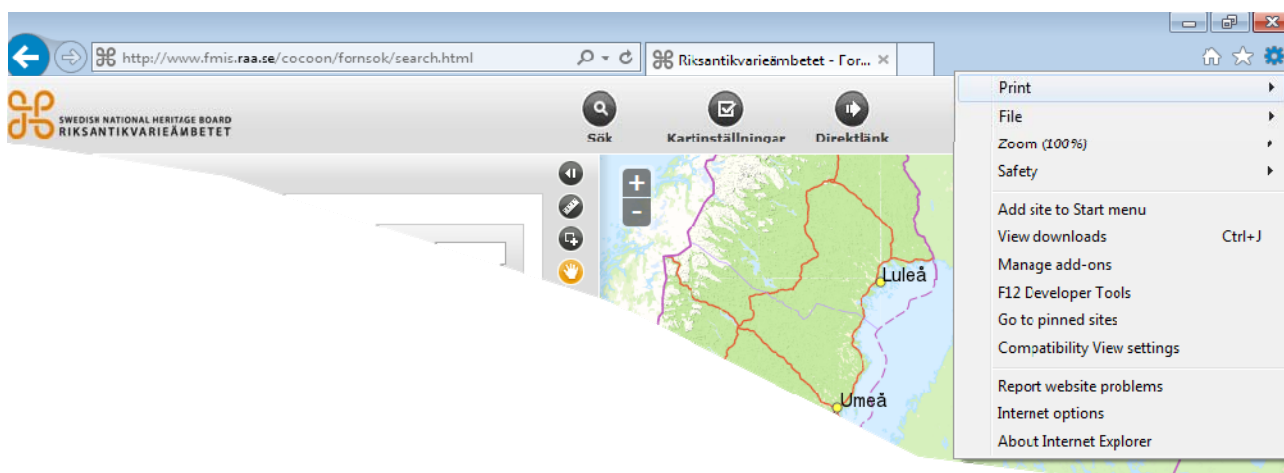 http://www.fmis.raa.se/cocoon/fornsok/search.html
Riksantikvarieämbetet - For...
SWEDISH NATIONAL HERITAGE BOARD
RIKSANTIKVARIEÄMBETET
Sök
Kartinställningar
Direktlänk
Luleå
Umeå
Print
File
Zoom (100%)
Safety
Add site to Start menu
View downloads Ctrl+J
Manage add-ons
F12 Developer Tools
Go to pinned sites
Compatibility View settings
Report website problems
Internet options
About Internet Explorer